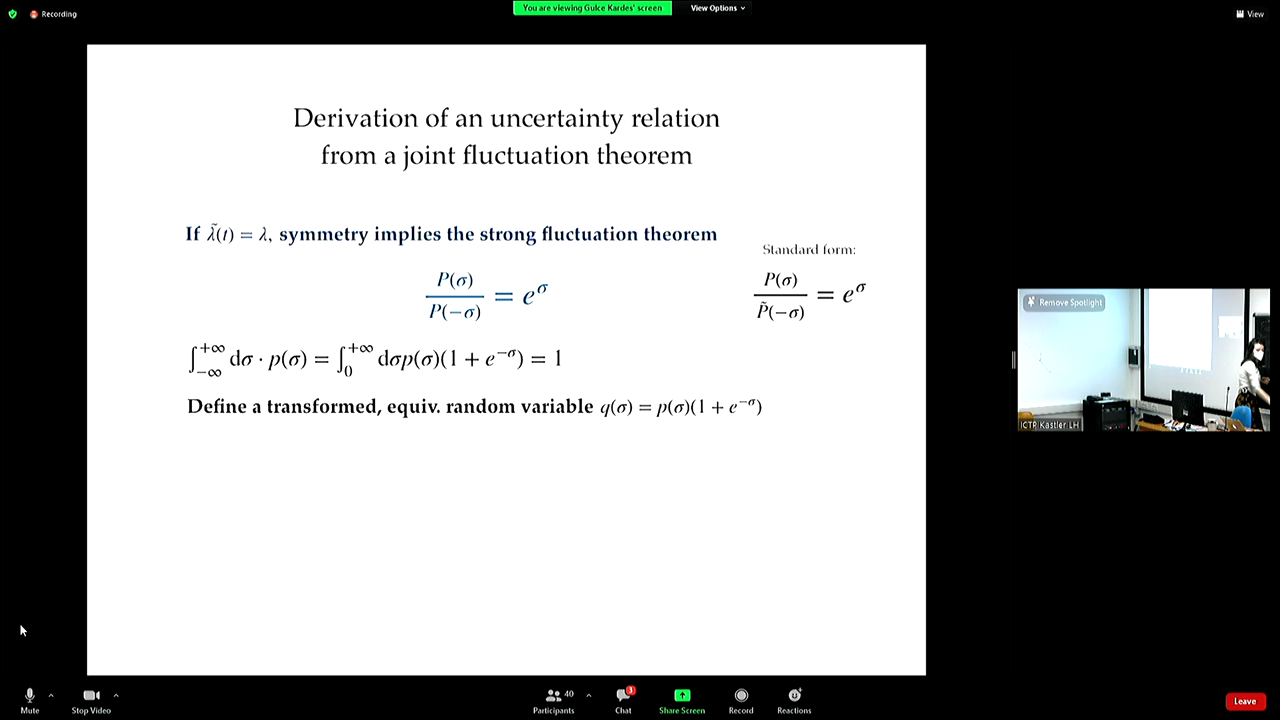 Recording
You are viewing Gulce Kardes' screen
View Options
View
Derivation of an uncertainty relation
from a joint fluctuation theorem
If λ̃(t) = λ, symmetry implies the strong fluctuation theorem
Standard form:
P(σ)/P(−σ) = e^σ
P(σ)/P̃(−σ) = e^σ
∫_{−∞}^{+∞} dσ · p(σ) = ∫_0^{+∞} dσp(σ)(1 + e^{−σ}) = 1
Define a transformed, equiv. random variable q(σ) = p(σ)(1 + e^{−σ})
Remove Spotlight
ICTP Kastler LH
Mute
Stop Video
Participants
40
Chat
3
Share Screen
Record
Reactions
Leave